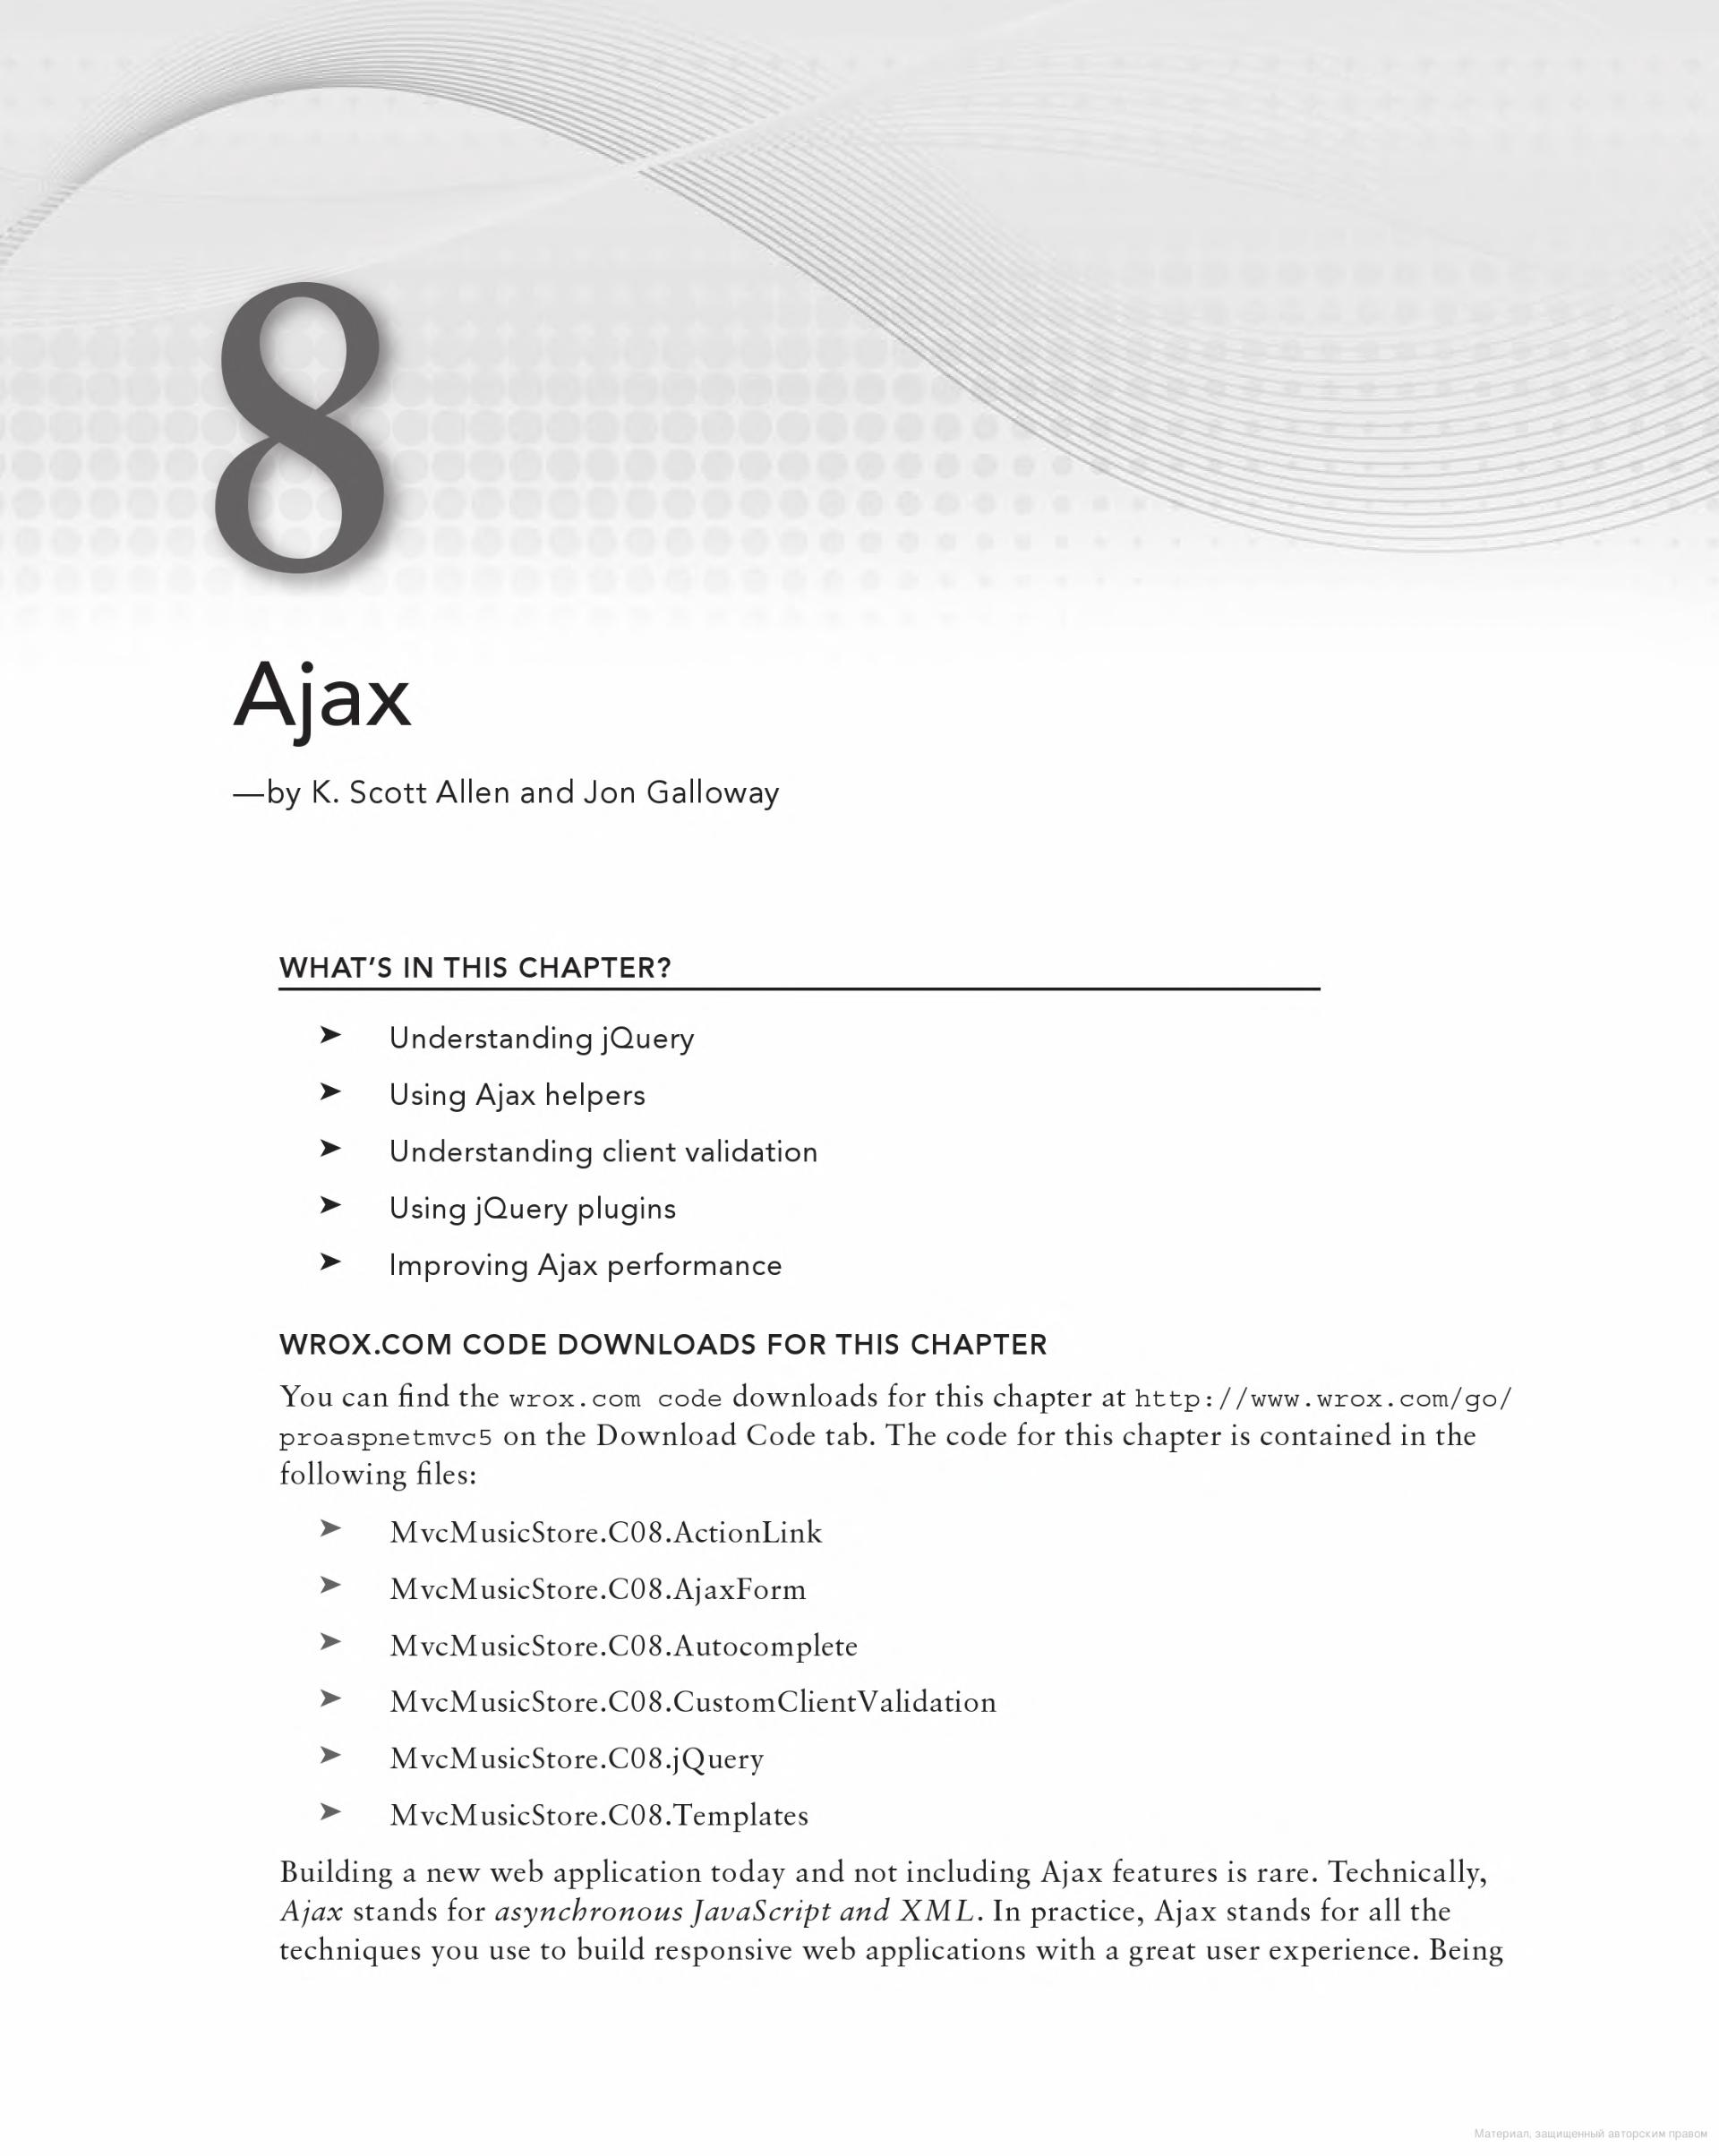 8
Ajax
—by K. Scott Allen and Jon Galloway
WHAT'S IN THIS CHAPTER?
➤ Understanding jQuery
➤ Using Ajax helpers
➤ Understanding client validation
➤ Using jQuery plugins
➤ Improving Ajax performance
WROX.COM CODE DOWNLOADS FOR THIS CHAPTER
You can find the wrox.com code downloads for this chapter at http://www.wrox.com/go/
proaspnetmvc5 on the Download Code tab. The code for this chapter is contained in the
following files:
➤ MvcMusicStore.C08.ActionLink
➤ MvcMusicStore.C08.AjaxForm
➤ MvcMusicStore.C08.Autocomplete
➤ MvcMusicStore.C08.CustomClientValidation
➤ MvcMusicStore.C08.jQuery
➤ MvcMusicStore.C08.Templates
Building a new web application today and not including Ajax features is rare. Technically,
Ajax stands for asynchronous JavaScript and XML. In practice, Ajax stands for all the
techniques you use to build responsive web applications with a great user experience. Being
Материал, защищенный авторским правом